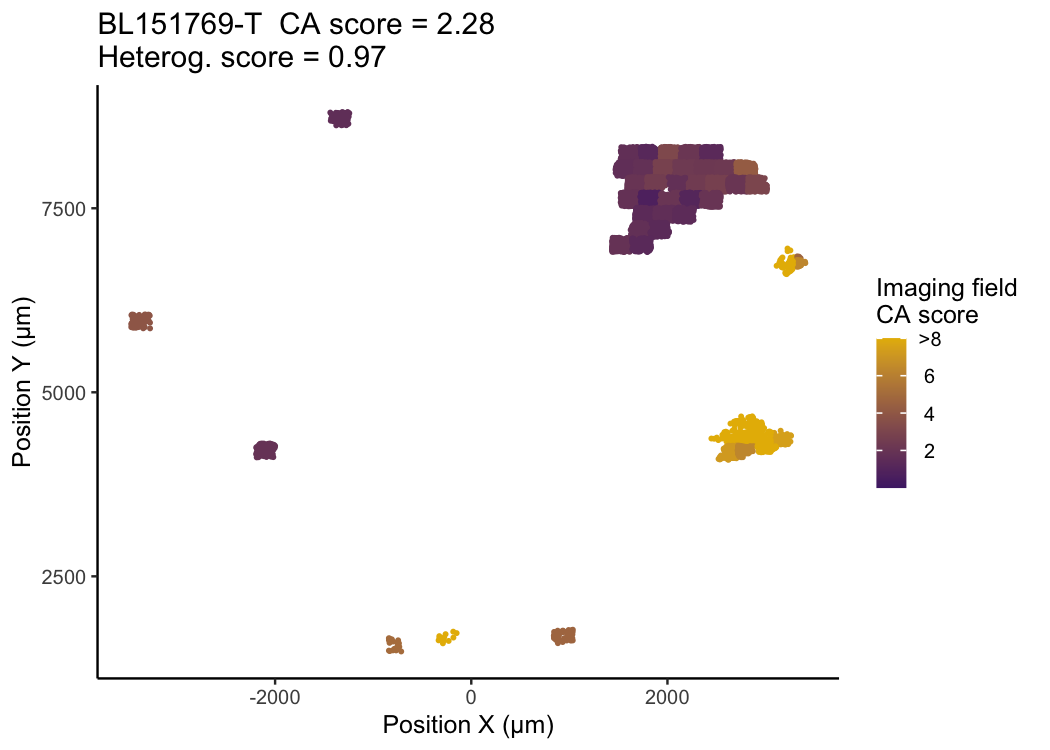 BL151769-T  CA score = 2.28
Heterog. score = 0.97
Position Y (µm)
7500
5000
2500
-2000
0
2000
Position X (µm)
Imaging field
CA score
>8
6
4
2